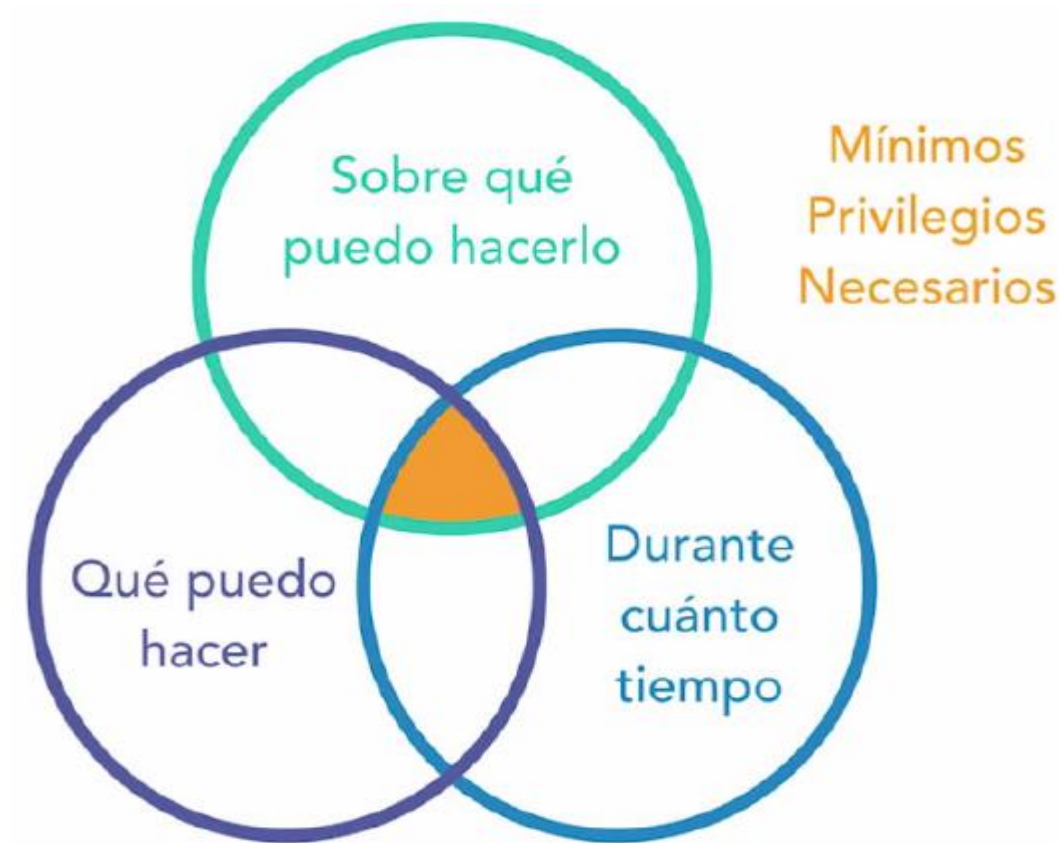 Sobre qué
puedo hacerlo
Mínimos
Privilegios
Necesarios
Qué puedo
hacer
Durante
cuánto
tiempo